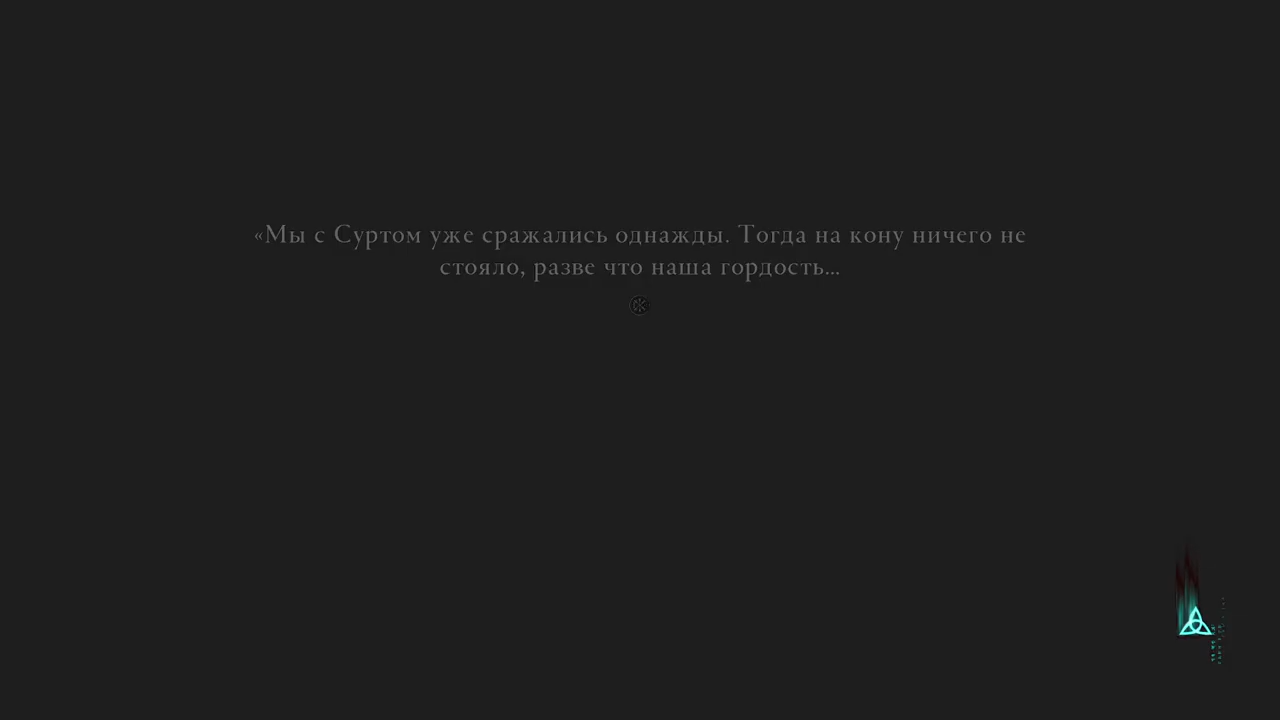 «Мы с Суртом уже сражались однажды. Тогда на кону ничего не
стояло, разве что наша гордость...